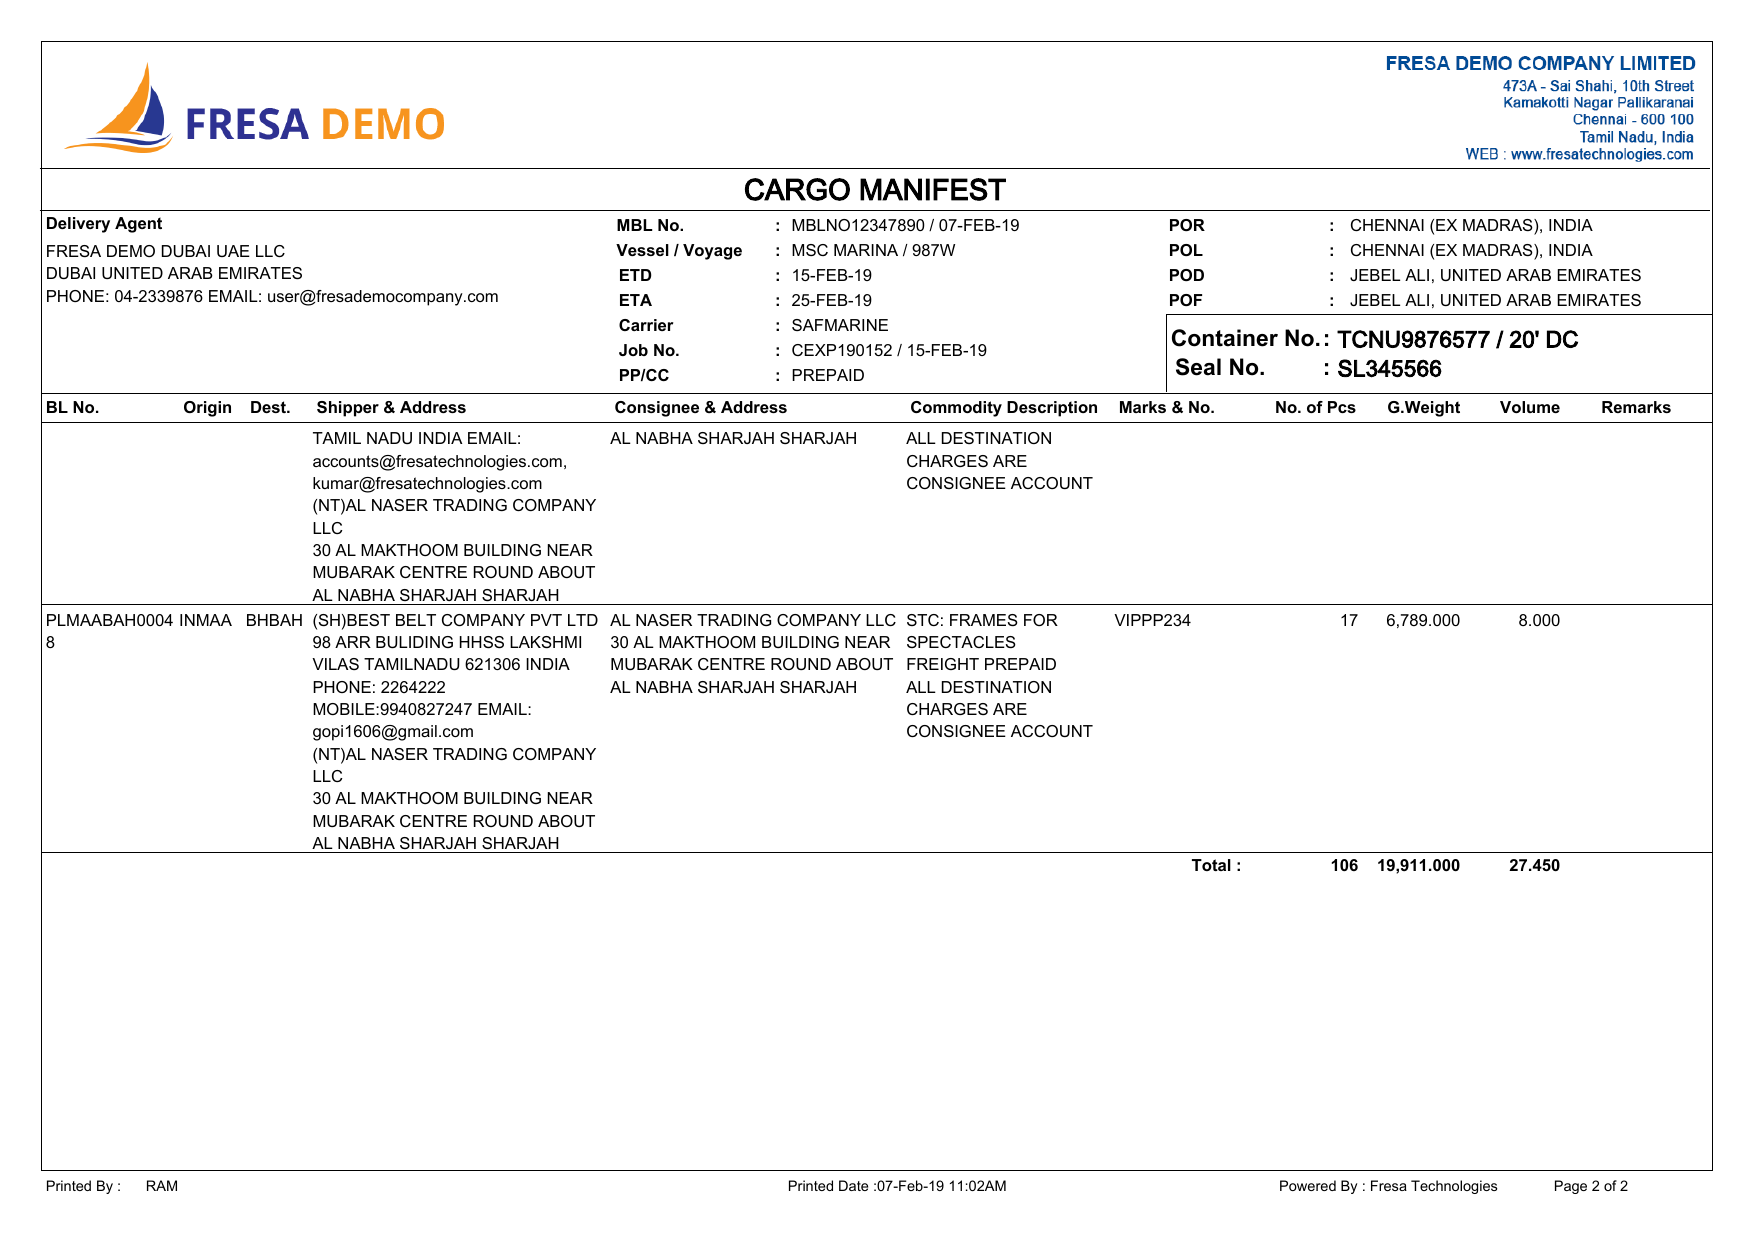 FRESA DEMO
FRESA DEMO COMPANY LIMITED
473A - Sai Shahi, 10th Street
Kamakotti Nagar Pallikaranai
Chennai - 600 100
Tamil Nadu, India
WEB : www.fresatechnologies.com
CARGO MANIFEST
Delivery Agent
FRESA DEMO DUBAI UAE LLC
DUBAI UNITED ARAB EMIRATES
PHONE: 04-2339876 EMAIL: user@fresademocompany.com
MBL No. : MBLNO12347890 / 07-FEB-19
Vessel / Voyage : MSC MARINA / 987W
ETD : 15-FEB-19
ETA : 25-FEB-19
Carrier : SAFMARINE
Job No. : CEXP190152 / 15-FEB-19
PP/CC : PREPAID
POR : CHENNAI (EX MADRAS), INDIA
POL : CHENNAI (EX MADRAS), INDIA
POD : JEBEL ALI, UNITED ARAB EMIRATES
POF : JEBEL ALI, UNITED ARAB EMIRATES
Container No. : TCNU9876577 / 20' DC
Seal No. : SL345566
BL No. Origin Dest. Shipper & Address Consignee & Address Commodity Description Marks & No. No. of Pcs G.Weight Volume Remarks
TAMIL NADU INDIA EMAIL:
accounts@fresatechnologies.com,
kumar@fresatechnologies.com
(NT)AL NASER TRADING COMPANY
LLC
30 AL MAKTHOOM BUILDING NEAR
MUBARAK CENTRE ROUND ABOUT
AL NABHA SHARJAH SHARJAH
AL NABHA SHARJAH SHARJAH
ALL DESTINATION
CHARGES ARE
CONSIGNEE ACCOUNT
PLMAABAH0004
8
INMAA
BHBAH
(SH)BEST BELT COMPANY PVT LTD
98 ARR BULIDING HHSS LAKSHMI
VILAS TAMILNADU 621306 INDIA
PHONE: 2264222
MOBILE:9940827247 EMAIL:
gopi1606@gmail.com
(NT)AL NASER TRADING COMPANY
LLC
30 AL MAKTHOOM BUILDING NEAR
MUBARAK CENTRE ROUND ABOUT
AL NABHA SHARJAH SHARJAH
AL NASER TRADING COMPANY LLC
30 AL MAKTHOOM BUILDING NEAR
MUBARAK CENTRE ROUND ABOUT
AL NABHA SHARJAH SHARJAH
STC: FRAMES FOR
SPECTACLES
FREIGHT PREPAID
ALL DESTINATION
CHARGES ARE
CONSIGNEE ACCOUNT
VIPPP234
17
6,789.000
8.000
Total : 106 19,911.000 27.450
Printed By : RAM
Printed Date :07-Feb-19 11:02AM
Powered By : Fresa Technologies
Page 2 of 2